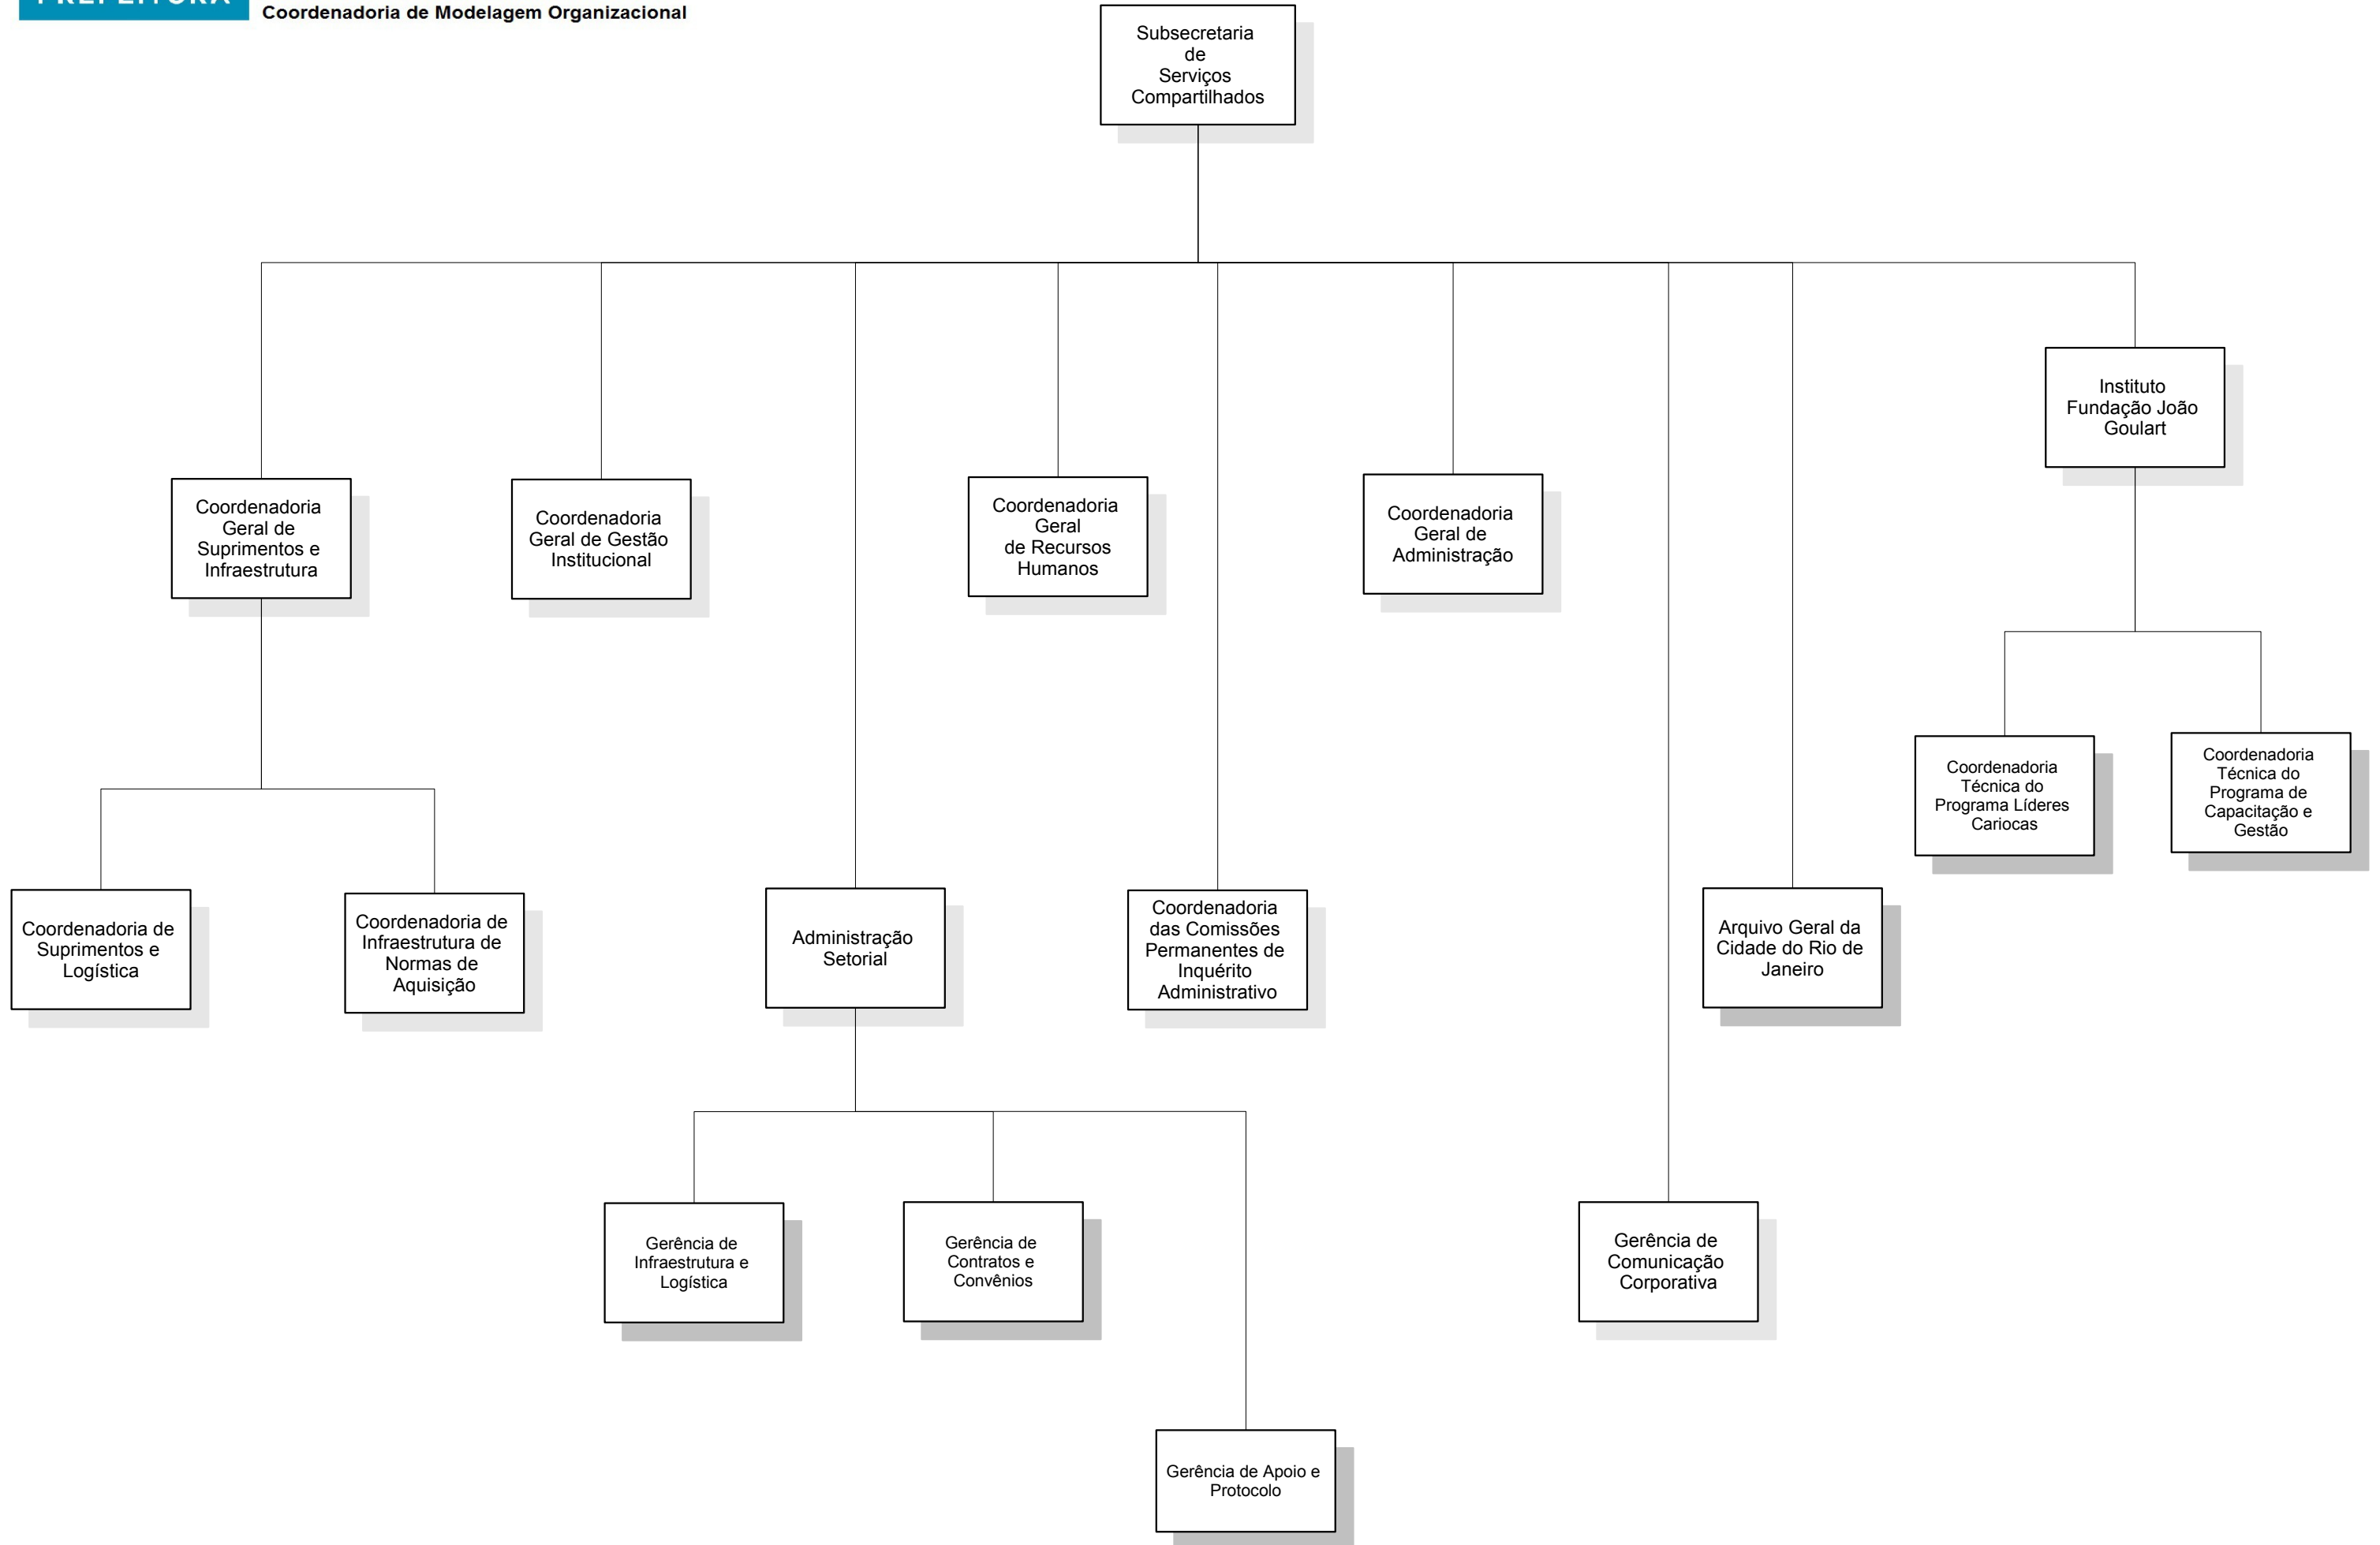 PREFEITURA
Coordenadoria de Modelagem Organizacional
Subsecretaria
de
Serviços
Compartilhados
Instituto
Fundação João
Goulart
Coordenadoria
Geral de
Suprimentos e
Infraestrutura
Coordenadoria
Geral de Gestão
Institucional
Coordenadoria
Geral
de Recursos
Humanos
Coordenadoria
Geral de
Administração
Coordenadoria
Técnica do
Programa Líderes
Cariocas
Coordenadoria
Técnica do
Programa de
Capacitação e
Gestão
Coordenadoria de
Suprimentos e
Logística
Coordenadoria de
Infraestrutura de
Normas de
Aquisição
Administração
Setorial
Coordenadoria
das Comissões
Permanentes de
Inquérito
Administrativo
Arquivo Geral da
Cidade do Rio de
Janeiro
Gerência de
Infraestrutura e
Logística
Gerência de
Contratos e
Convênios
Gerência de
Comunicação
Corporativa
Gerência de Apoio e
Protocolo